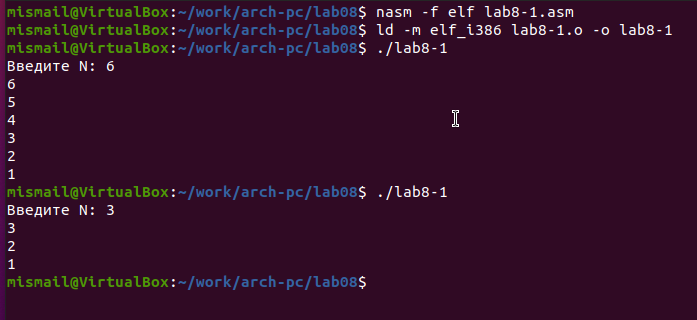 mismail@VirtualBox:~/work/arch-pc/lab08$ nasm -f elf lab8-1.asm
mismail@VirtualBox:~/work/arch-pc/lab08$ ld -m elf_i386 lab8-1.o -o lab8-1
mismail@VirtualBox:~/work/arch-pc/lab08$ ./lab8-1
Введите N: 6
6
5
4
3
2
1
mismail@VirtualBox:~/work/arch-pc/lab08$ ./lab8-1
Введите N: 3
3
2
1
mismail@VirtualBox:~/work/arch-pc/lab08$